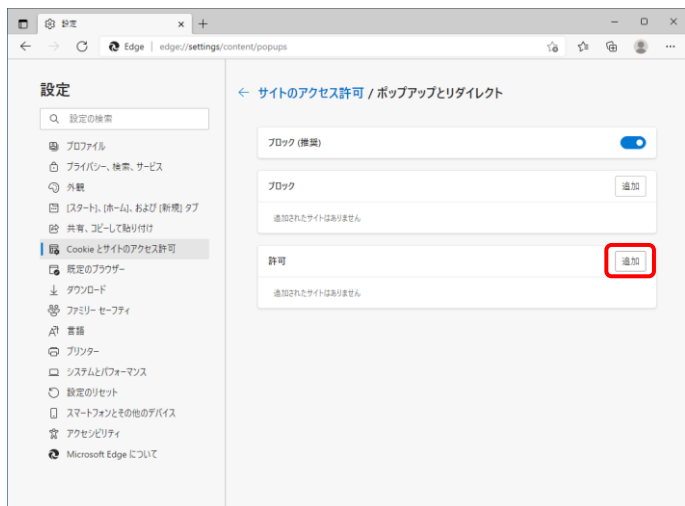 設定
Edge | edge://settings/content/popups
設定
設定の検索
プロファイル
プライバシー、検索、サービス
外観
[スタート]、[ホーム]、および [新規] タブ
共有、コピーして貼り付け
Cookie とサイトのアクセス許可
既定のブラウザー
ダウンロード
ファミリー セーフティ
言語
プリンター
システムとパフォーマンス
設定のリセット
スマートフォンとその他のデバイス
アクセシビリティ
Microsoft Edge について
サイトのアクセス許可 / ポップアップとリダイレクト
ブロック (推奨)
ブロック
追加
追加されたサイトはありません
許可
追加
追加されたサイトはありません